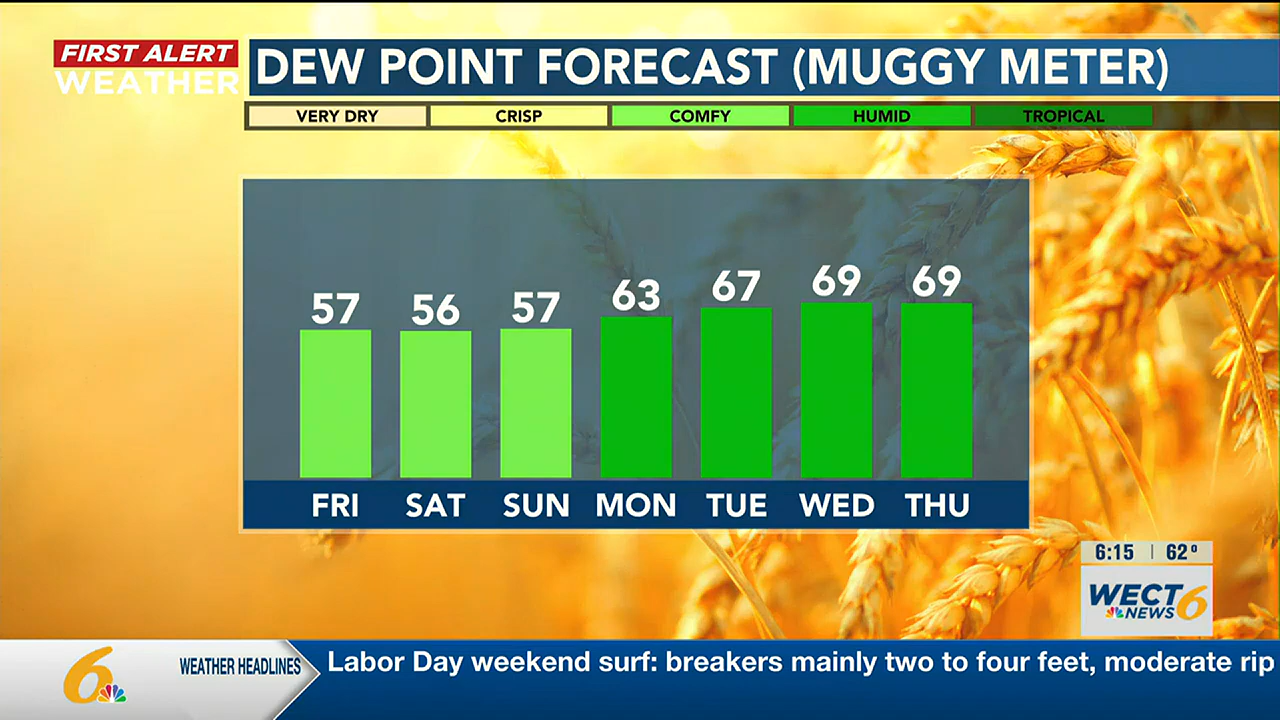 FIRST ALERT
WEATHER
DEW POINT FORECAST (MUGGY METER)
VERY DRY CRISP COMFY HUMID TROPICAL
57 56 57 63 67 69 69
FRI SAT SUN MON TUE WED THU
6:15 | 62°
WECT 6
NEWS
6 WEATHER HEADLINES Labor Day weekend surf: breakers mainly two to four feet, moderate rip